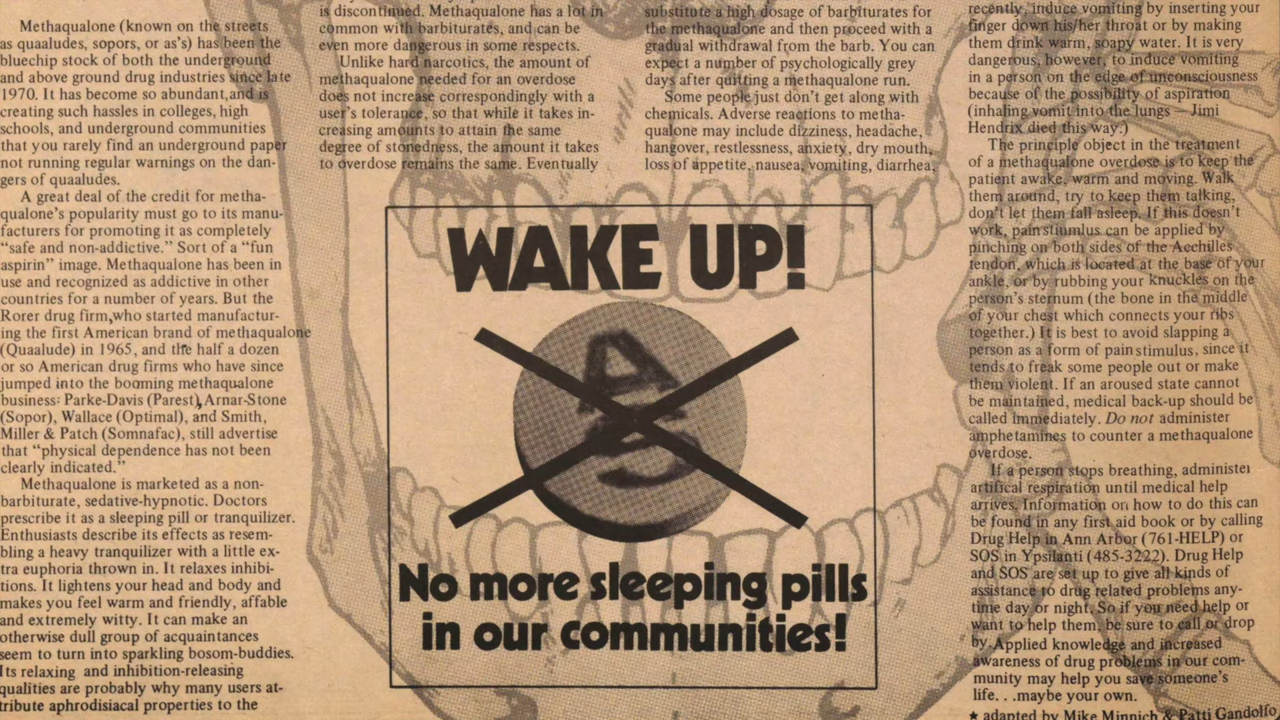 Methaqualone (known on the streets
as quaaludes, sopors, or as's) has been the
bluechip stock of both the underground
and above ground drug industries since late
1970. It has become so abundant,and is
creating such hassles in colleges, high
schools, and underground communities
that you rarely find an underground paper
not running regular warnings on the dan-
gers of quaaludes.
A great deal of the credit for metha-
qualone's popularity must go to its manu-
facturers for promoting it as completely
“safe and non-addictive.” Sort of a “fun
aspirin” image. Methaqualone has been in
use and recognized as addictive in other
countries for a number of years. But the
Rorer drug firm,who started manufactur-
ing the first American brand of methaqualone
(Quaalude) in 1965, and the half a dozen
or so American drug firms who have since
jumped into the booming methaqualone
business: Parke-Davis (Parest), Arnar-Stone
(Sopor), Wallace (Optimal), and Smith,
Miller & Patch (Somnafac), still advertise
that “physical dependence has not been
clearly indicated.”
Methaqualone is marketed as a non-
barbiturate, sedative-hypnotic. Doctors
prescribe it as a sleeping pill or tranquilizer.
Enthusiasts describe its effects as resem-
bling a heavy tranquilizer with a little ex-
tra euphoria thrown in. It relaxes inhibi-
tions. It lightens your head and body and
makes you feel warm and friendly, affable
and extremely witty. It can make an
otherwise dull group of acquaintances
seem to turn into sparkling bosom-buddies.
Its relaxing and inhibition-releasing
qualities are probably why many users at-
tribute aphrodisiacal properties to the
is discontinued. Methaqualone has a lot in
common with barbiturates, and can be
even more dangerous in some respects.
Unlike hard narcotics, the amount of
methaqualone needed for an overdose
does not increase correspondingly with a
user's tolerance, so that while it takes in-
creasing amounts to attain the same
degree of stonedness, the amount it takes
to overdose remains the same. Eventually
substitute a high dosage of barbiturates for
the methaqualone and then proceed with a
gradual withdrawal from the barb. You can
expect a number of psychologically grey
days after quitting a methaqualone run.
Some people just don't get along with
chemicals. Adverse reactions to metha-
qualone may include dizziness, headache,
hangover, restlessness, anxiety, dry mouth,
loss of appetite, nausea, vomiting, diarrhea,
WAKE UP!
No more sleeping pills
in our communities!
recently, induce vomiting by inserting your
finger down his/her throat or by making
them drink warm, soapy water. It is very
dangerous, however, to induce vomiting
in a person on the edge of unconsciousness
because of the possibility of aspiration
(inhaling vomit into the lungs – Jimi
Hendrix died this way.)
The principle object in the treatment
of a methaqualone overdose is to keep the
patient awake, warm and moving. Walk
them around, try to keep them talking,
don't let them fall asleep. If this doesn't
work, pain stiumlus can be applied by
pinching on both sides of the Aechilles
tendon, which is located at the base of your
ankle, or by rubbing your knuckles on the
person's sternum (the bone in the middle
of your chest which connects your ribs
together.) It is best to avoid slapping a
person as a form of pain stimulus, since it
tends to freak some people out or make
them violent. If an aroused state cannot
be maintained, medical back-up should be
called immediately. Do not administer
amphetamines to counter a methaqualone
overdose.
If a person stops breathing, administer
artifical respiration until medical help
arrives. Information on how to do this can
be found in any first aid book or by calling
Drug Help in Ann Arbor (761-HELP) or
SOS in Ypsilanti (485-3222). Drug Help
and SOS are set up to give all kinds of
assistance to drug related problems any-
time day or night. So if you need help or
want to help them, be sure to call or drop
by. Applied knowledge and increased
awareness of drug problems in our com-
munity may help you save someone's
life. . .maybe your own.
★ adapted by Mike Minnich & Patti Gandolfo